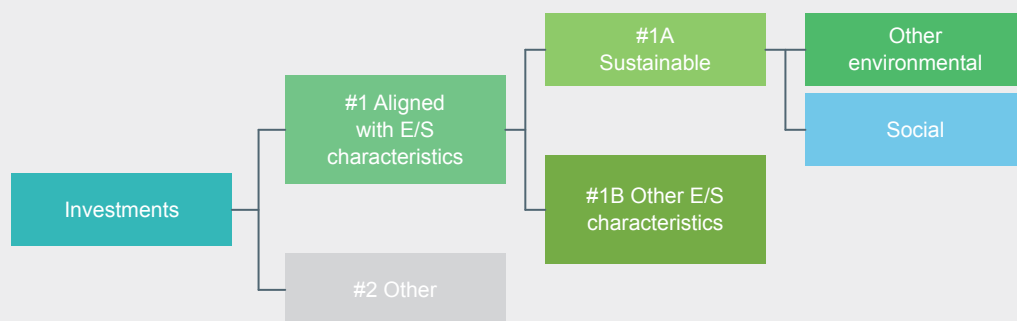 Investments
#1 Aligned
with E/S
characteristics
#2 Other
#1A
Sustainable
#1B Other E/S
characteristics
Other
environmental
Social